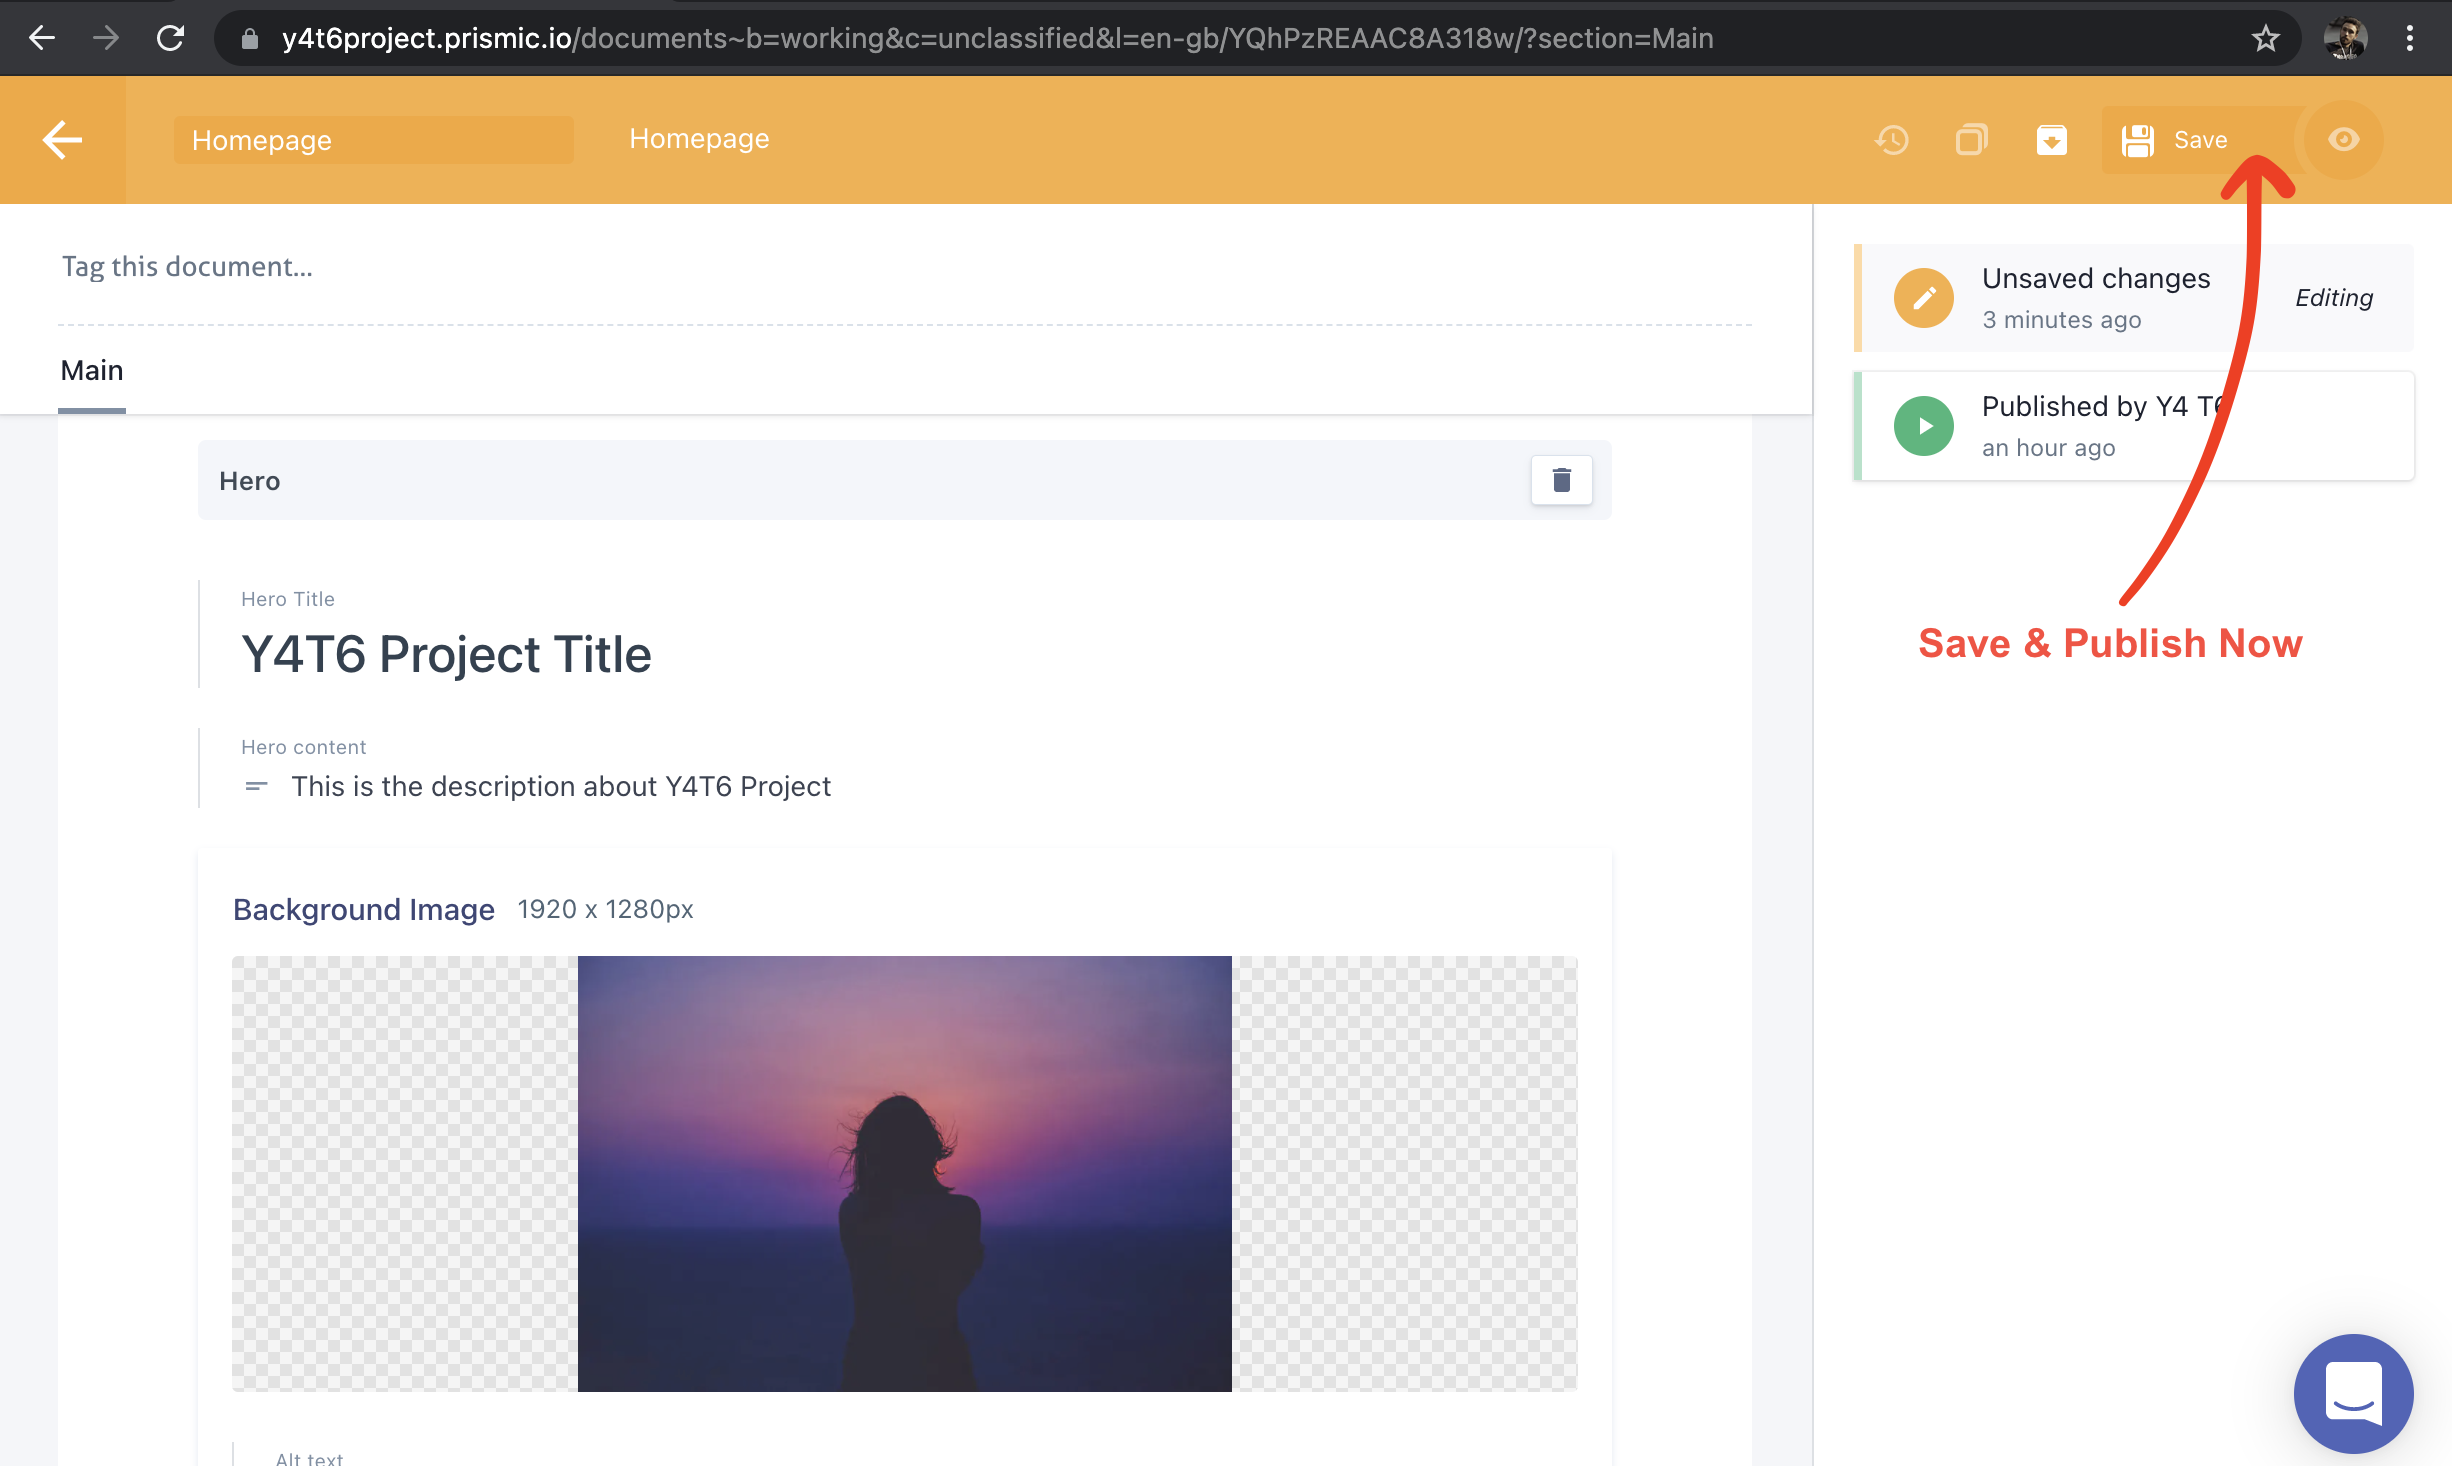 y4t6project.prismic.io/documents~b=working&c=unclassified&l=en-gb/YQhPzREAAC8A318w/?section=Main
Homepage
Homepage
Save
Tag this document...
Main
Unsaved changes
3 minutes ago
Editing
Published by Y4 T6
an hour ago
Save & Publish Now
Hero
Hero Title
Y4T6 Project Title
Hero content
This is the description about Y4T6 Project
Background Image 1920 x 1280px
Alt text